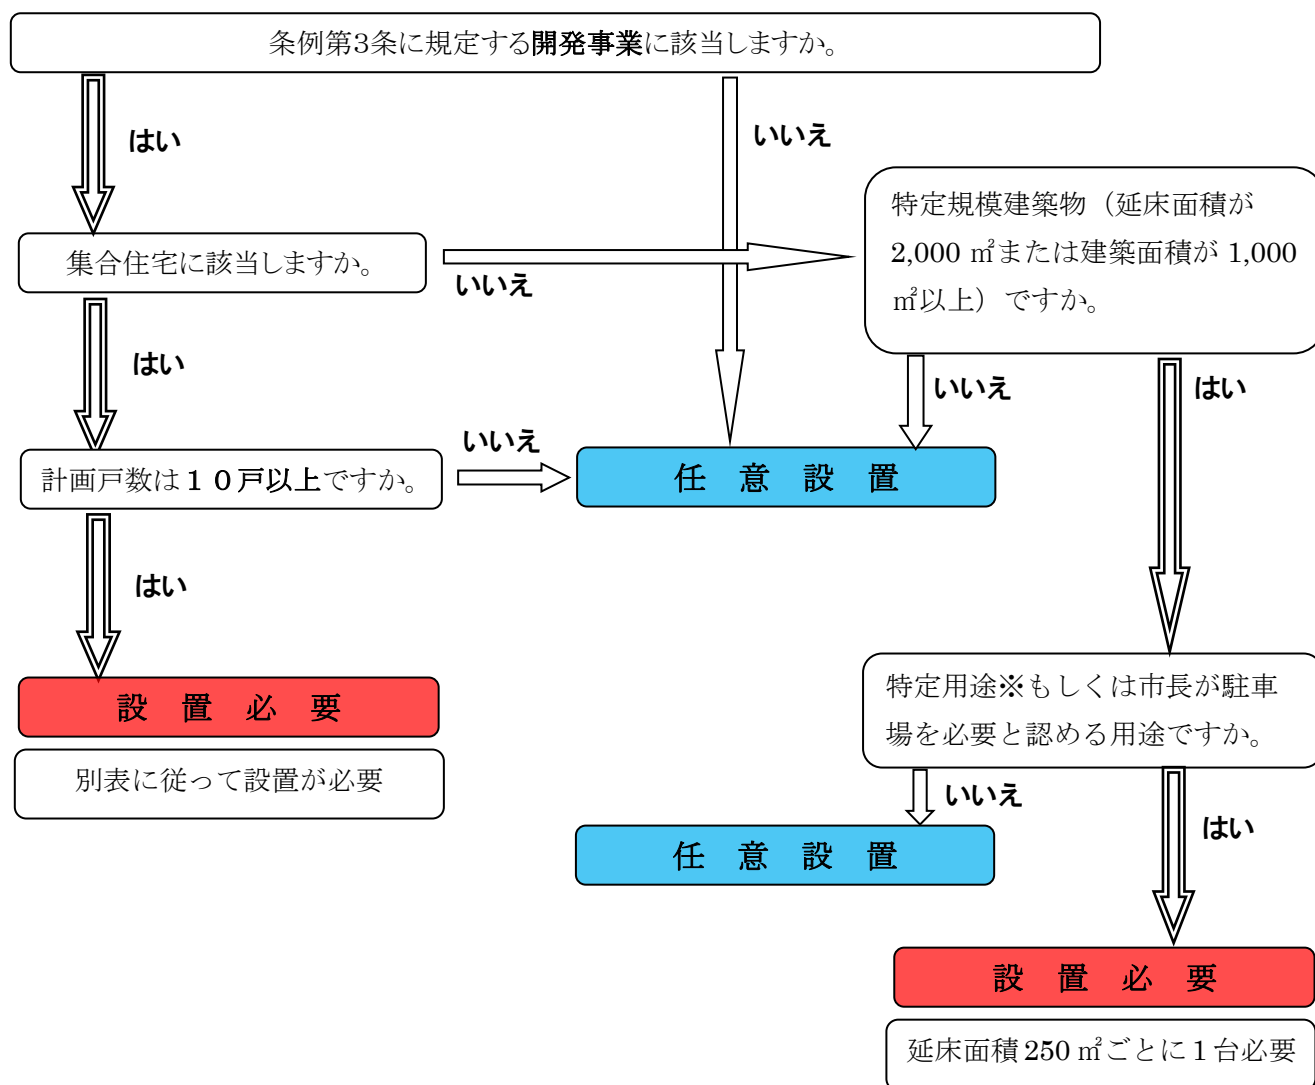 条例第3条に規定する開発事業に該当しますか。
はい
いいえ
特定規模建築物（延床面積が
2,000 ㎡または建築面積が 1,000
㎡以上）ですか。
集合住宅に該当しますか。
いいえ
はい
いいえ
はい
いいえ
計画戸数は１０戸以上ですか。
任 意 設 置
はい
特定用途※もしくは市長が駐車
場を必要と認める用途ですか。
設 置 必 要
別表に従って設置が必要
いいえ
はい
任 意 設 置
設 置 必 要
延床面積 250 ㎡ごとに１台必要